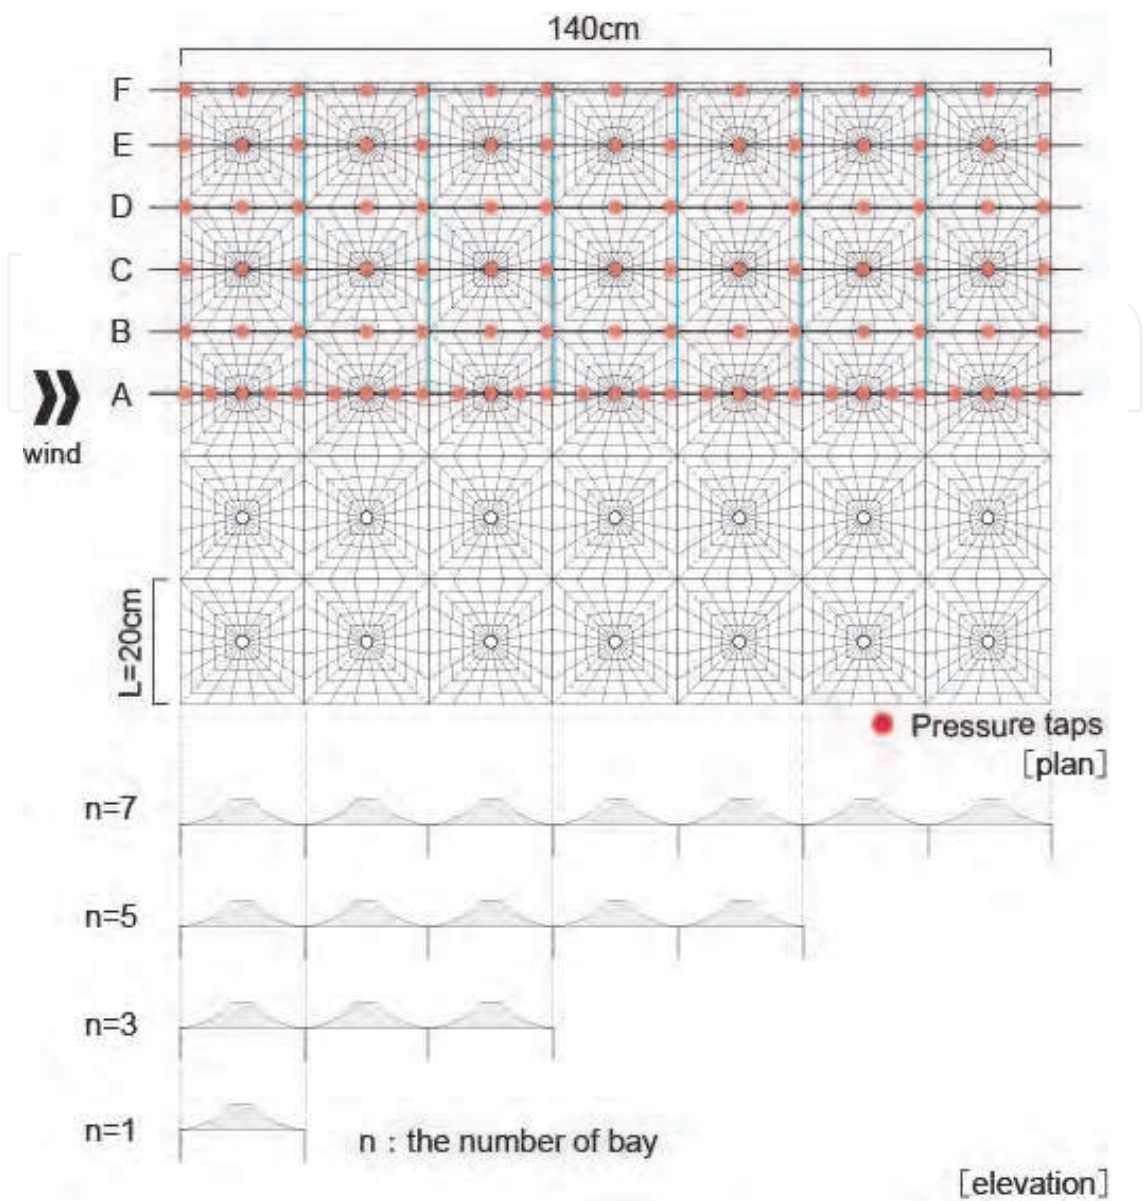 140cm
F
E
D
C
B
A
wind
L=20cm
Pressure taps
[plan]
n=7
n=5
n=3
n=1
n : the number of bay
[elevation]